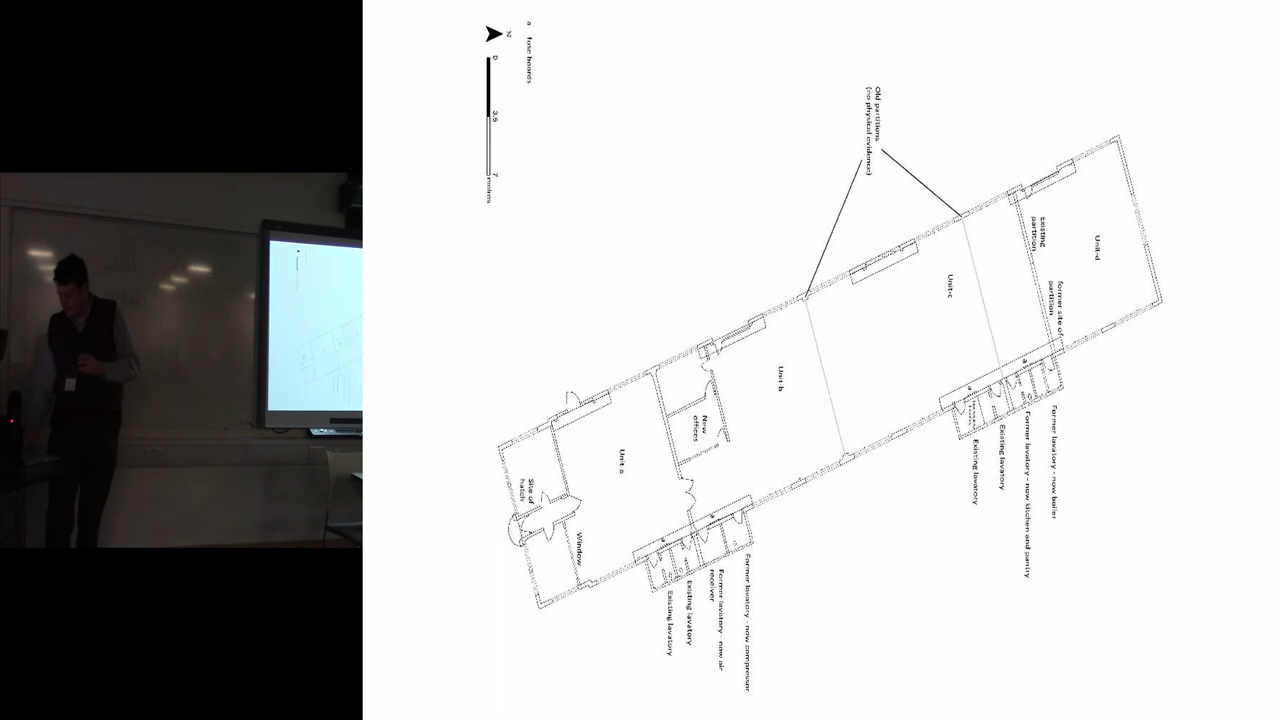 a fuse boards
N
0
3.5
7
metres
Old partitions
(no physical evidence)
Unit-d
Existing
partition
former site of
partition
Unit-c
Unit-b
New
offices
Unit-a
Site of
hatch
Window
a
a
a
a
Former lavatory - now boiler
Former lavatory - now kitchen and pantry
Existing lavatory
Existing lavatory
Former lavatory - now compressor
Former lavatory - now air
receiver
Existing lavatory
Existing lavatory